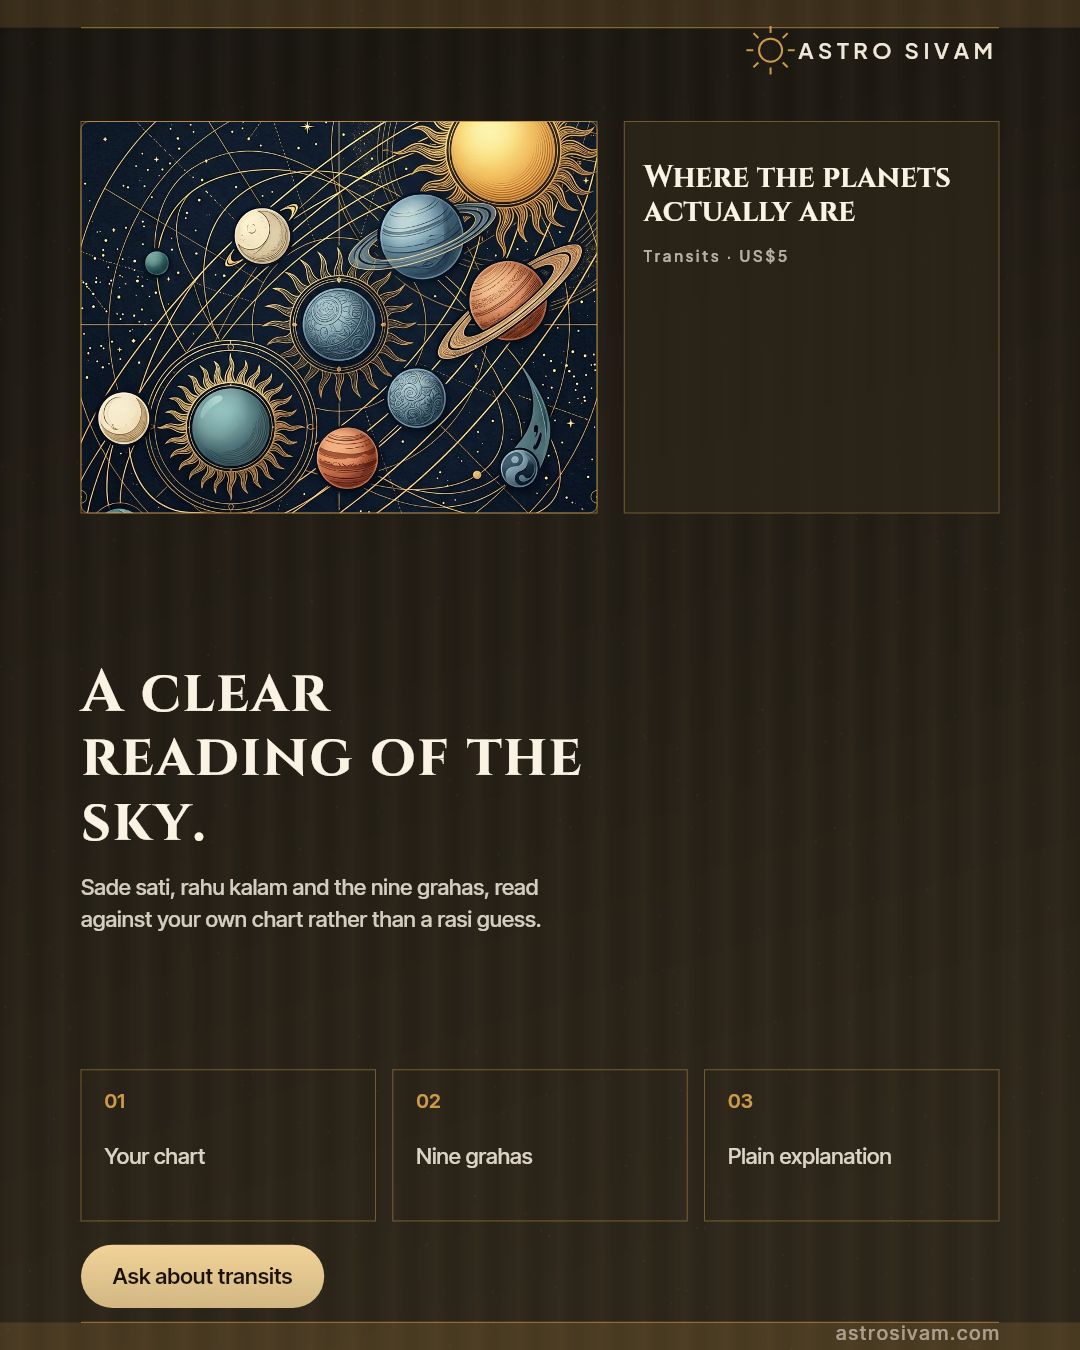 ASTRO SIVAM
Where the planets
actually are
Transits · US$5
A clear
reading of the
sky.
Sade sati, rahu kalam and the nine grahas, read
against your own chart rather than a rasi guess.
01
Your chart
02
Nine grahas
03
Plain explanation
Ask about transits
astrosivam.com